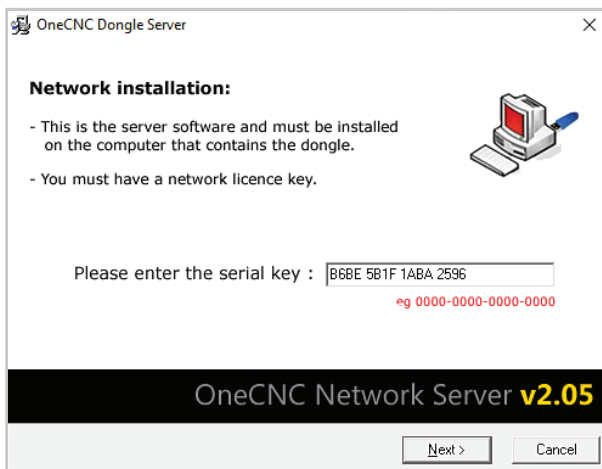 OneCNC Dongle Server
Network installation:
- This is the server software and must be installed
on the computer that contains the dongle.
- You must have a network licence key.
Please enter the serial key : B6BE 5B1F 1ABA 2596
eg 0000-0000-0000-0000
OneCNC Network Server v2.05
Next >
Cancel